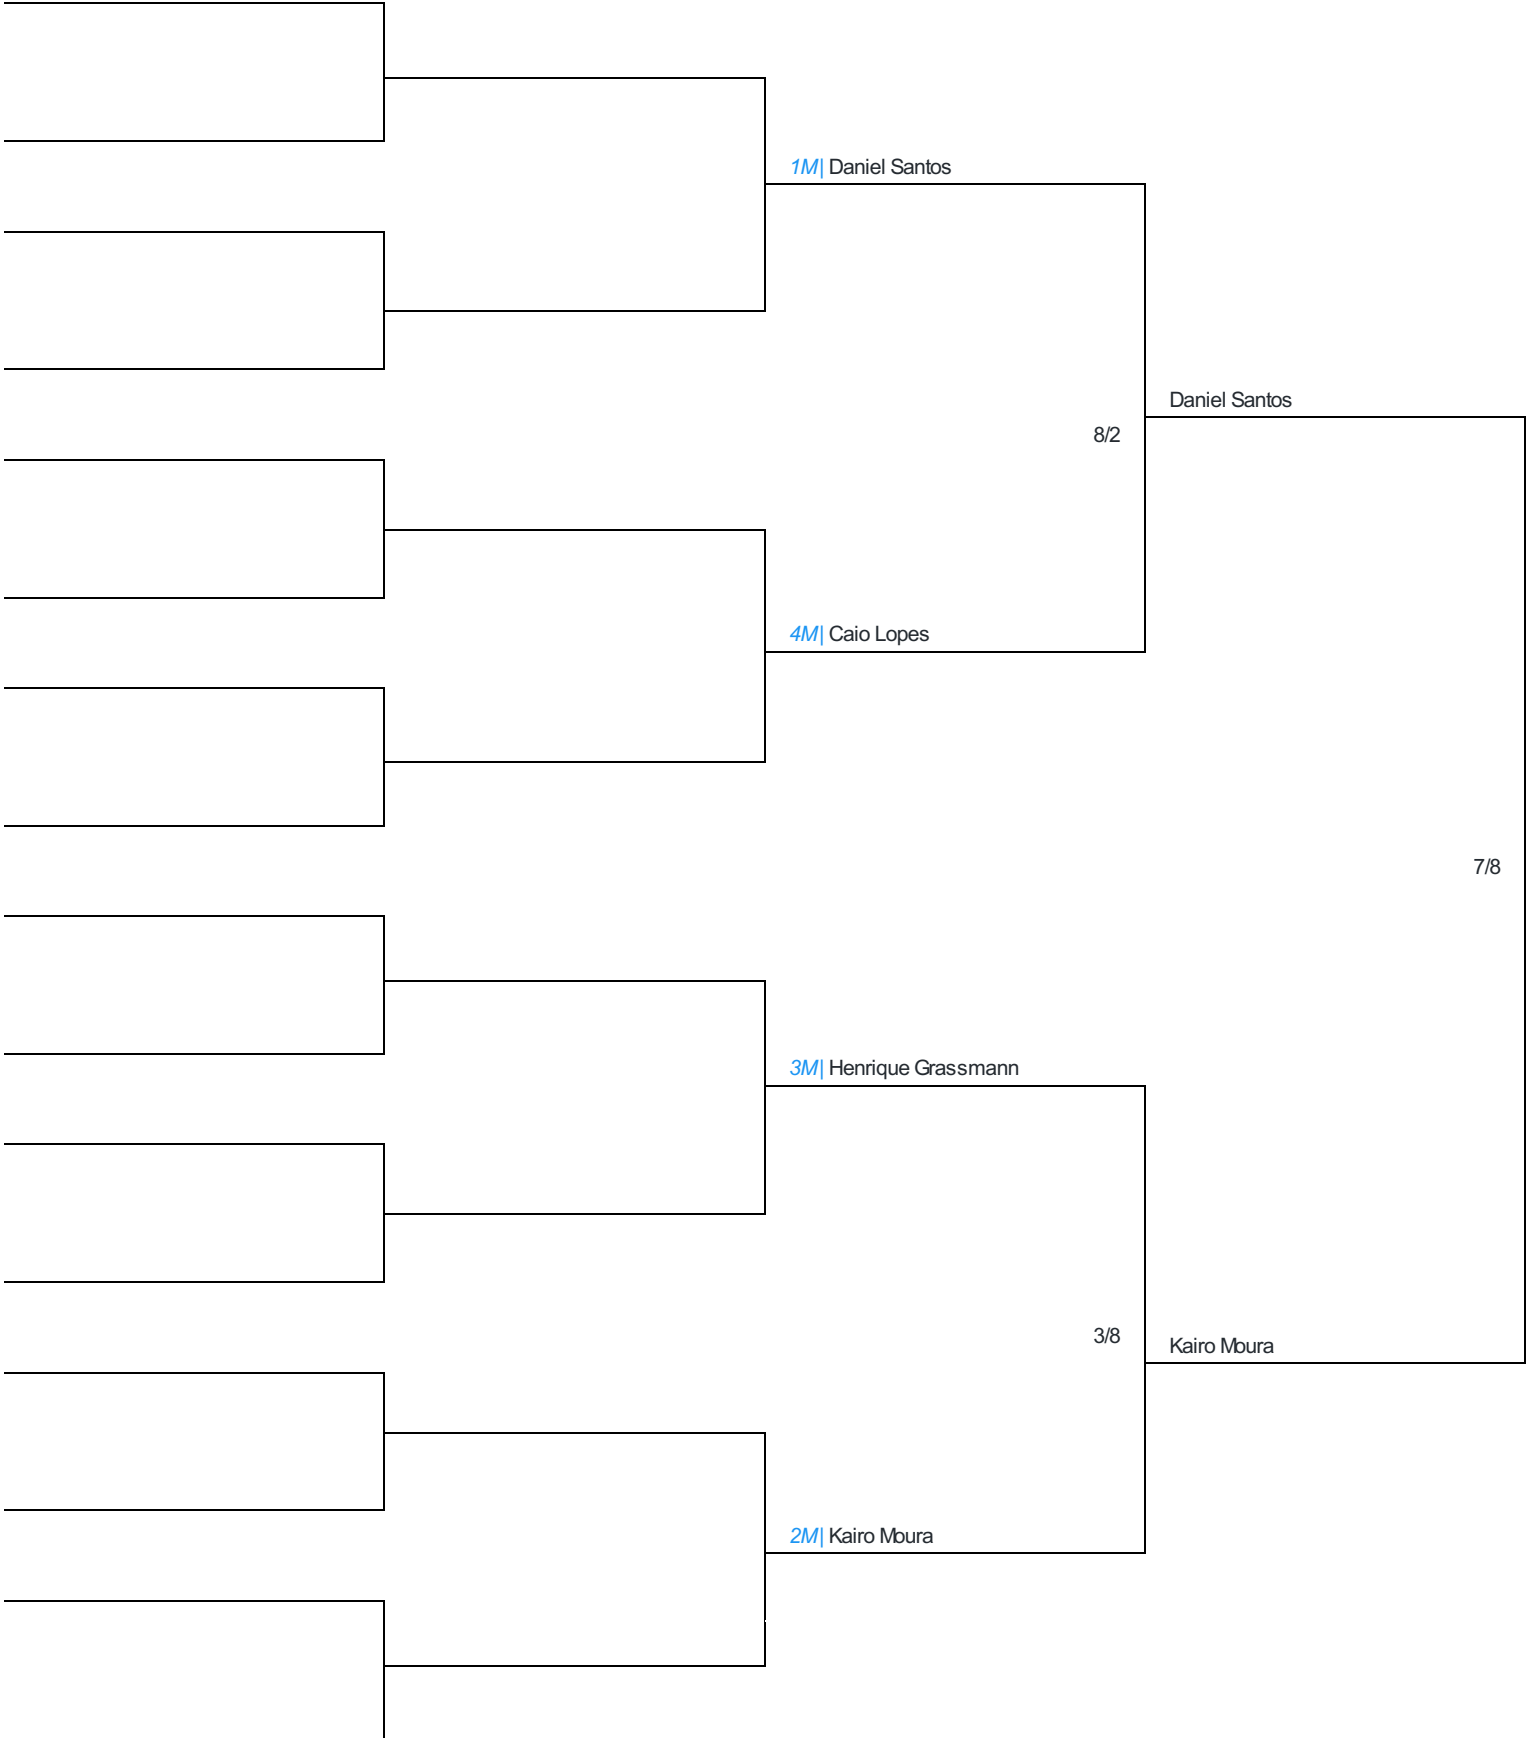 1M| Daniel Santos
Daniel Santos
8/2
4M| Caio Lopes
7/8
3M| Henrique Grassmann
3/8
Kairo Moura
2M| Kairo Moura